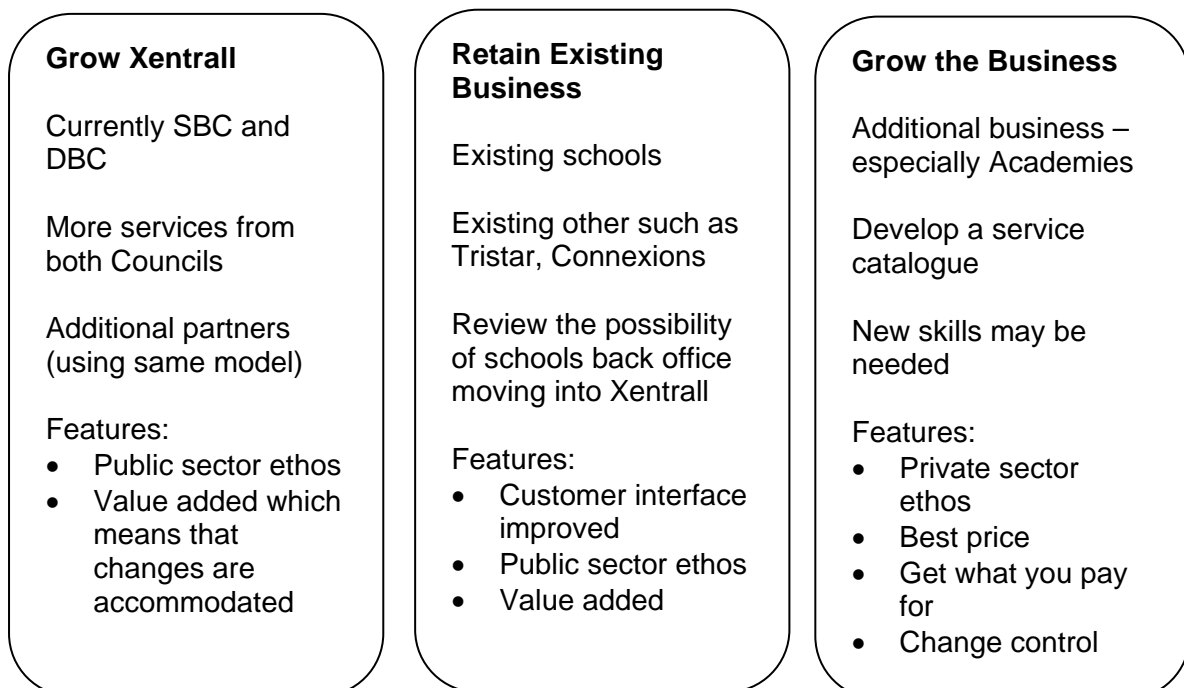 Grow Xentrall
Currently SBC and
DBC
More services from
both Councils
Additional partners
(using same model)
Features:
• Public sector ethos
• Value added which
means that
changes are
accommodated
Retain Existing
Business
Existing schools
Existing other such as
Tristar, Connexions
Review the possibility
of schools back office
moving into Xentrall
Features:
• Customer interface
improved
• Public sector ethos
• Value added
Grow the Business
Additional business –
especially Academies
Develop a service
catalogue
New skills may be
needed
Features:
• Private sector
ethos
• Best price
• Get what you pay
for
• Change control